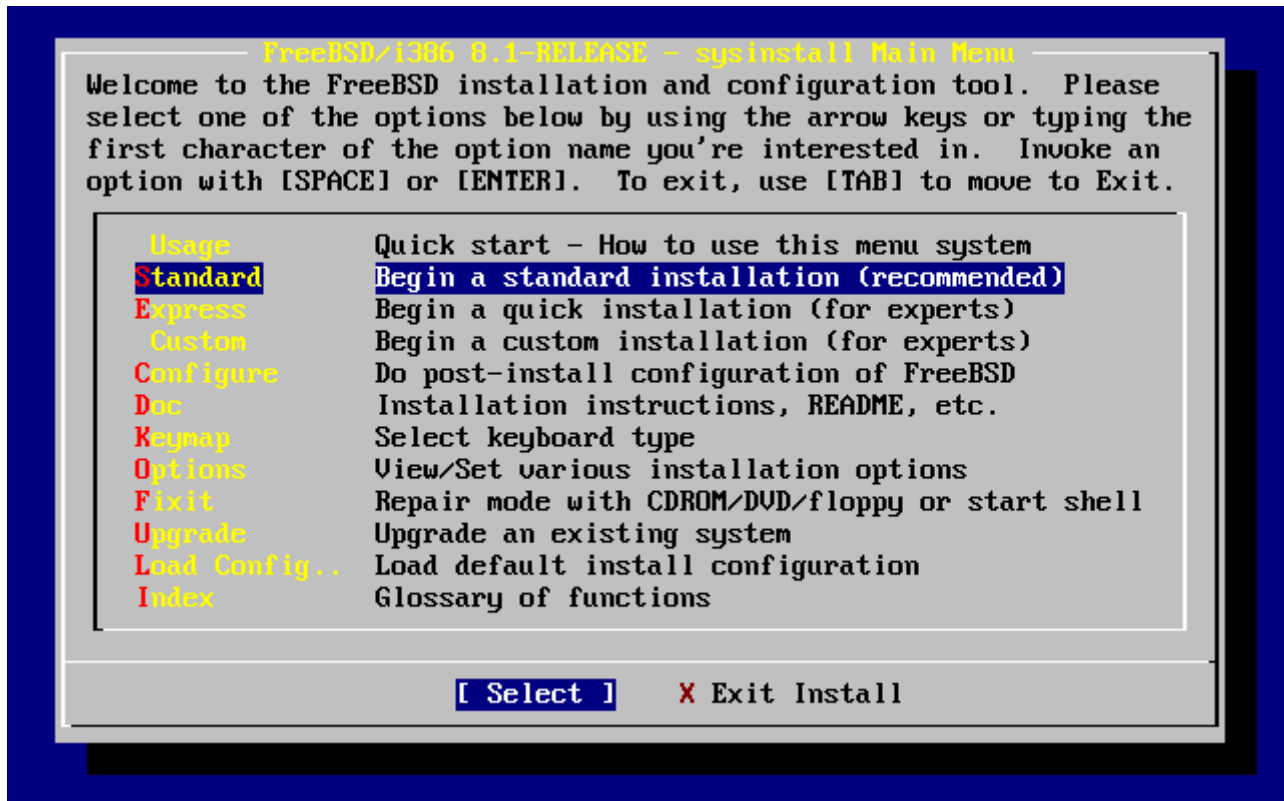 FreeBSD/i386 8.1-RELEASE - sysinstall Main Menu
Welcome to the FreeBSD installation and configuration tool.  Please
select one of the options below by using the arrow keys or typing the
first character of the option name you're interested in.  Invoke an
option with [SPACE] or [ENTER].  To exit, use [TAB] to move to Exit.
Usage Quick start - How to use this menu system
Standard Begin a standard installation (recommended)
Express Begin a quick installation (for experts)
Custom Begin a custom installation (for experts)
Configure Do post-install configuration of FreeBSD
Doc Installation instructions, README, etc.
Keymap Select keyboard type
Options View/Set various installation options
Fixit Repair mode with CDROM/DVD/floppy or start shell
Upgrade Upgrade an existing system
Load Config.. Load default install configuration
Index Glossary of functions
[ Select ] X Exit Install